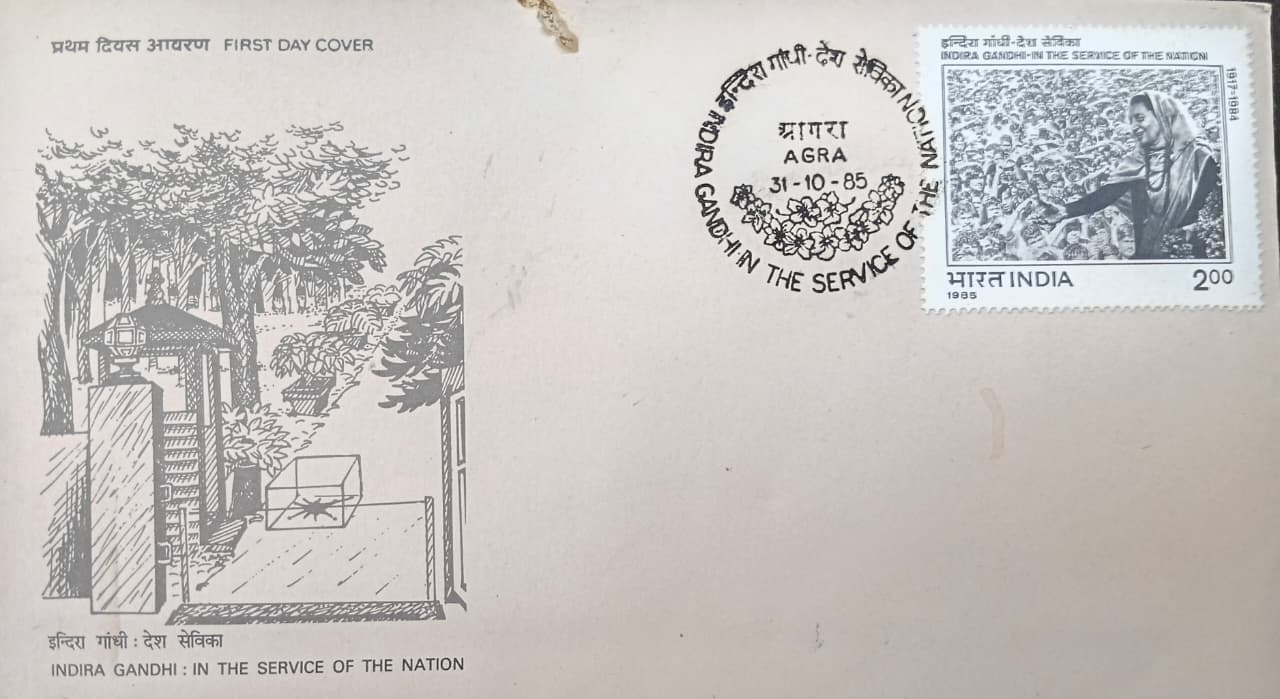 प्रथम दिवस आवरण FIRST DAY COVER
इन्दिरा गांधी-देश सेविका
INDIRA GANDHI-IN THE SERVICE OF THE NATION
1917-1984
भारत INDIA 2.00
1985
इन्दिरा गांधी-देश सेविका
INDIRA GANDHI-IN THE SERVICE OF THE NATION
आगरा
AGRA
31-10-85
इन्दिरा गांधी : देश सेविका
INDIRA GANDHI : IN THE SERVICE OF THE NATION